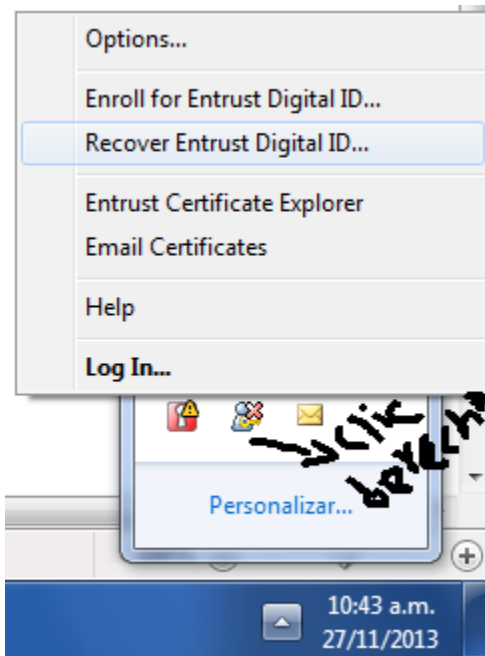 Options...
Enroll for Entrust Digital ID...
Recover Entrust Digital ID...
Entrust Certificate Explorer
Email Certificates
Help
Log In...
clic
Personalizar...
10:43 a.m.
27/11/2013